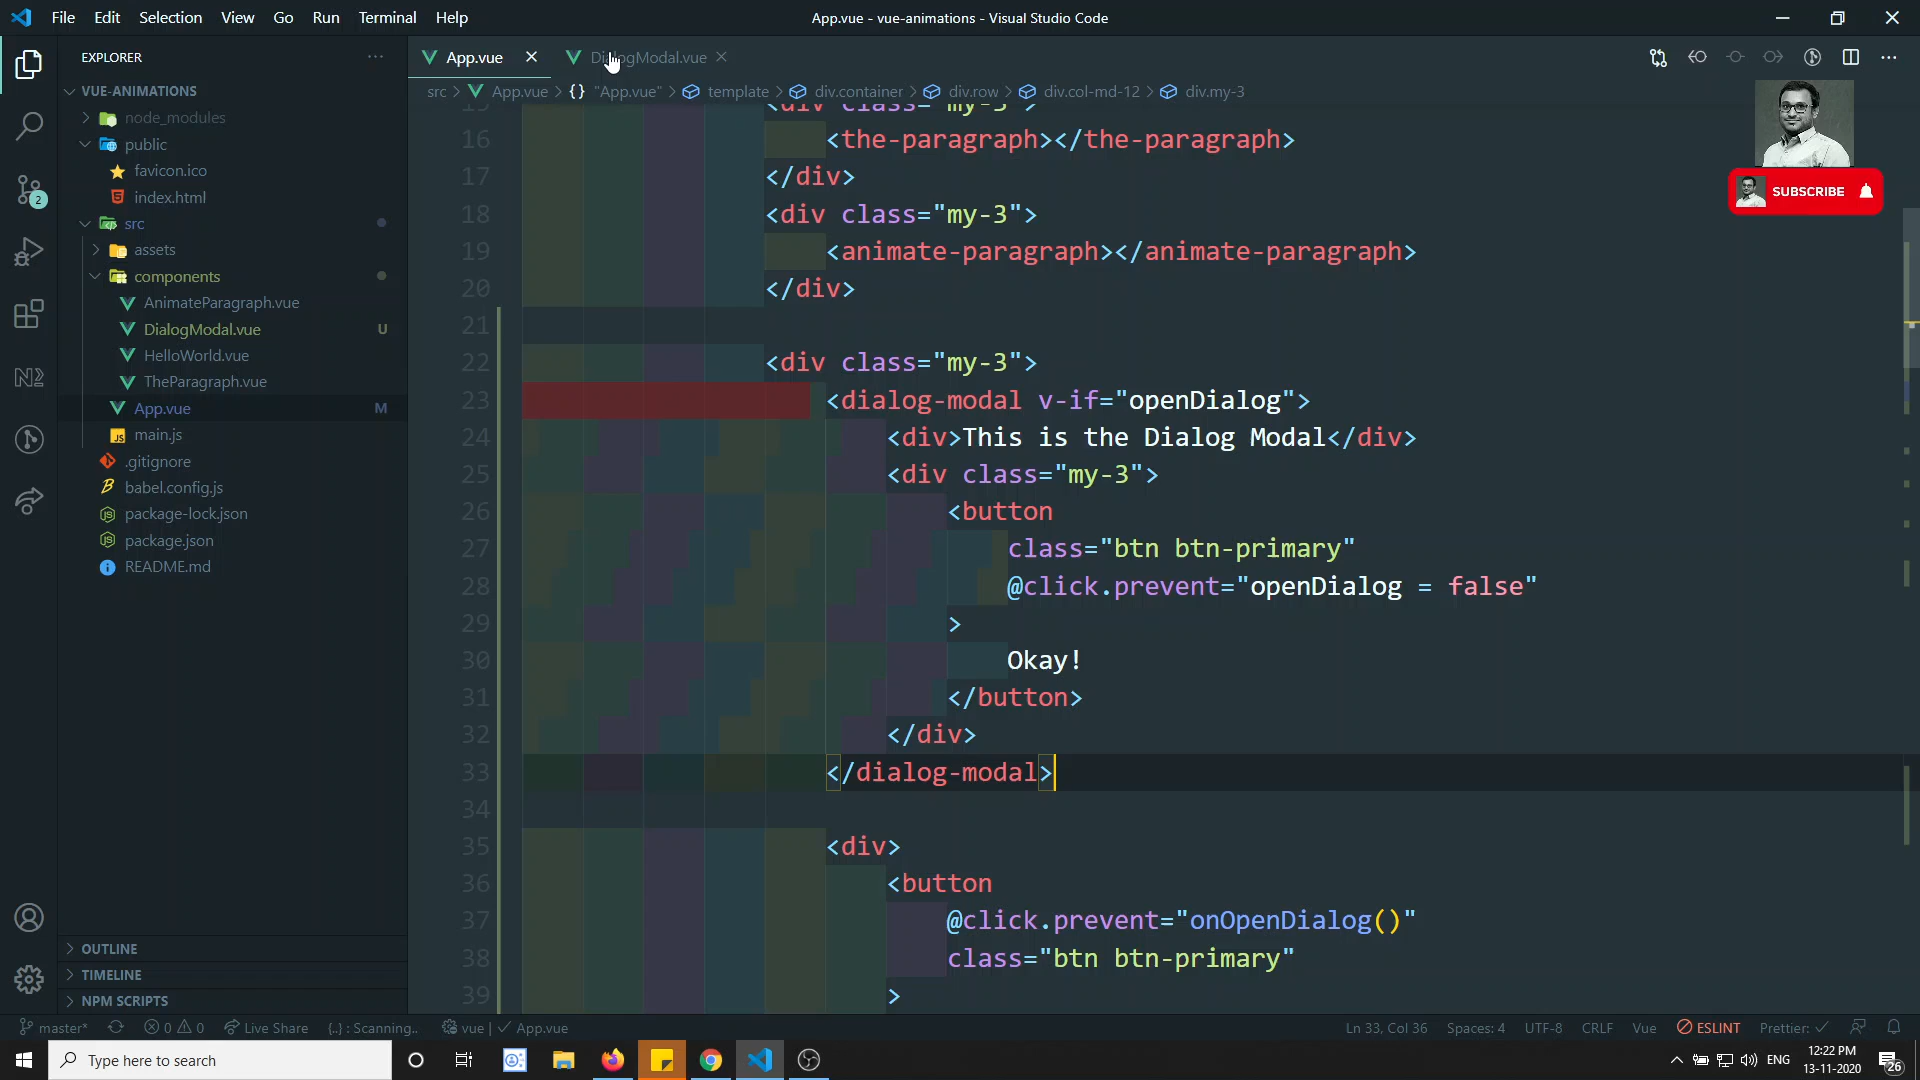 File Edit Selection View Go Run Terminal Help
App.vue - vue-animations - Visual Studio Code
EXPLORER
VUE-ANIMATIONS
node_modules
public
favicon.ico
index.html
src
assets
components
AnimateParagraph.vue
DialogModal.vue U
HelloWorld.vue
TheParagraph.vue
App.vue M
main.js
.gitignore
babel.config.js
package-lock.json
package.json
README.md
OUTLINE
TIMELINE
NPM SCRIPTS
2
App.vue DialogModal.vue
src > App.vue > {} "App.vue" > template > div.container > div.row > div.col-md-12 > div.my-3
15 <div class="my-3">
16 <the-paragraph></the-paragraph>
17 </div>
18 <div class="my-3">
19 <animate-paragraph></animate-paragraph>
20 </div>
21
22 <div class="my-3">
23 <dialog-modal v-if="openDialog">
24 <div>This is the Dialog Modal</div>
25 <div class="my-3">
26 <button
27 class="btn btn-primary"
28 @click.prevent="openDialog = false"
29 >
30 Okay!
31 </button>
32 </div>
33 </dialog-modal>
34
35 <div>
36 <button
37 @click.prevent="onOpenDialog()"
38 class="btn btn-primary"
39 >
SUBSCRIBE
master* 0 0 Live Share {..} : Scanning.. vue | App.vue Ln 33, Col 36 Spaces: 4 UTF-8 CRLF Vue ESLINT Prettier:
Type here to search
ENG
12:22 PM
13-11-2020
26